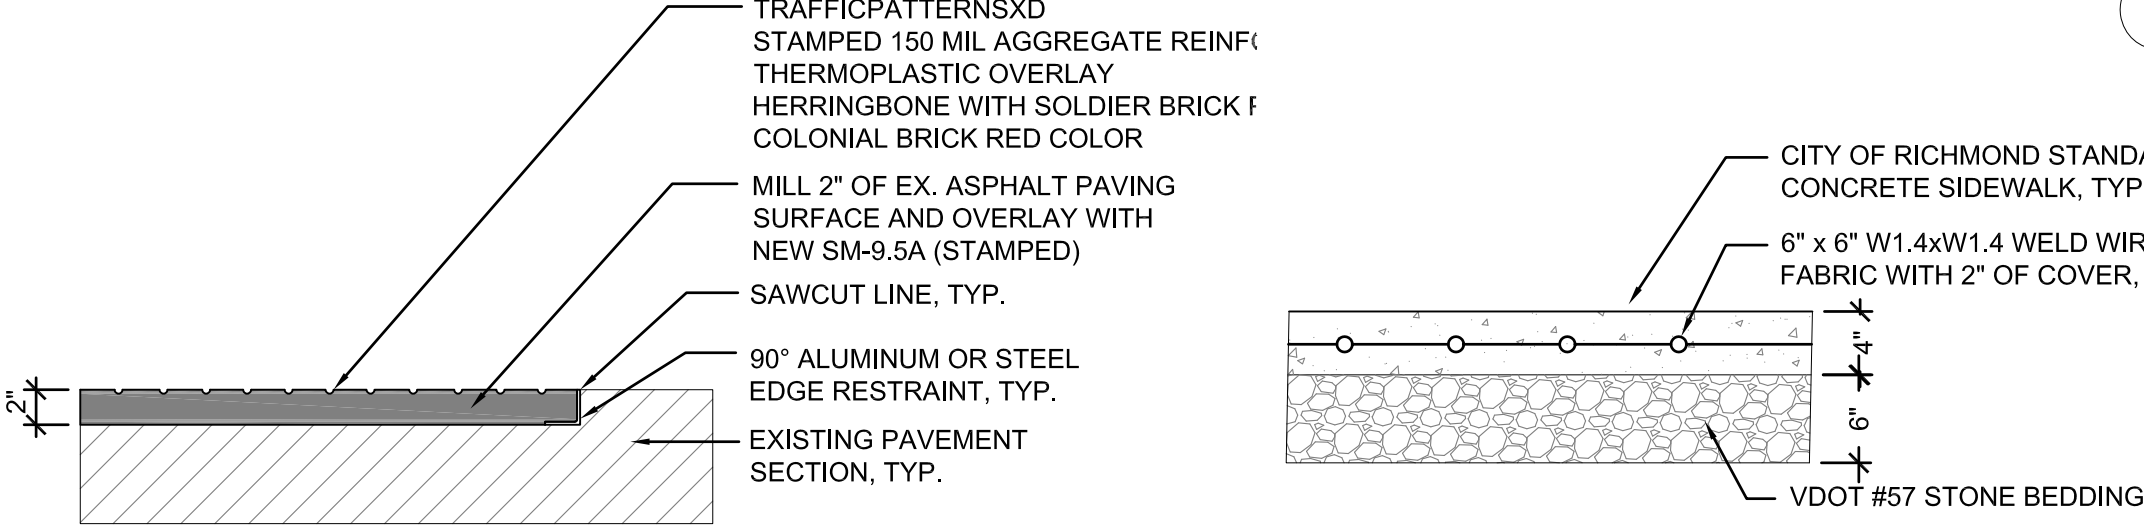 TRAFFICPATTERNSXD
STAMPED 150 MIL AGGREGATE
THERMOPLASTIC OVERLAY
HERRINGBONE WITH SOLDIER BRICK
COLONIAL BRICK RED COLOR
MILL 2" OF EX. ASPHALT PAVING
SURFACE AND OVERLAY WITH
NEW SM-9.5A (STAMPED)
SAWCUT LINE, TYP.
90° ALUMINUM OR STEEL
EDGE RESTRAINT, TYP.
EXISTING PAVEMENT
SECTION, TYP.
2"
CITY OF RICHMOND
CONCRETE SIDEWALK, TYP
6" x 6" W1.4xW1.4 WELD
FABRIC WITH 2" OF COVER,
4"
6"
VDOT #57 STONE BEDDING